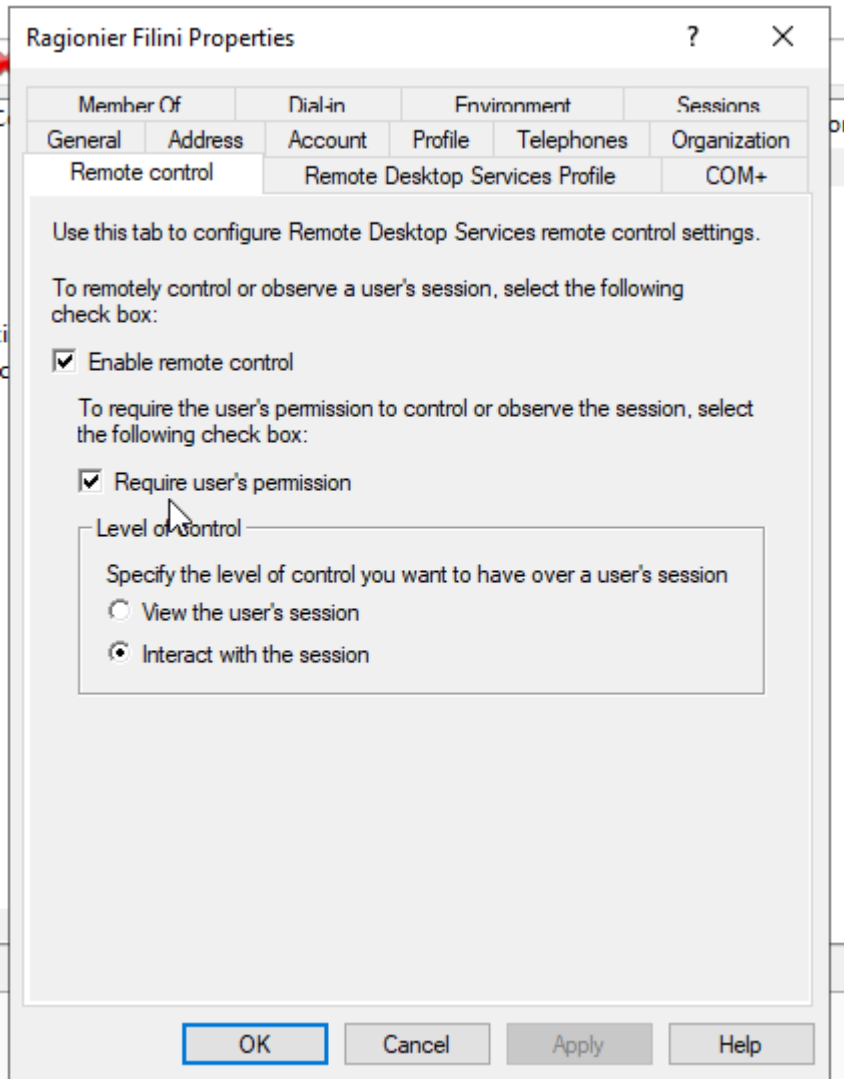 Ragionier Filini Properties ?
Member Of Dial-in Environment Sessions
General Address Account Profile Telephones Organization
Remote control Remote Desktop Services Profile COM+
Use this tab to configure Remote Desktop Services remote control settings.
To remotely control or observe a user's session, select the following
check box:
Enable remote control
To require the user's permission to control or observe the session, select
the following check box:
Require user's permission
Level of control
Specify the level of control you want to have over a user's session
View the user's session
Interact with the session
OK Cancel Apply Help